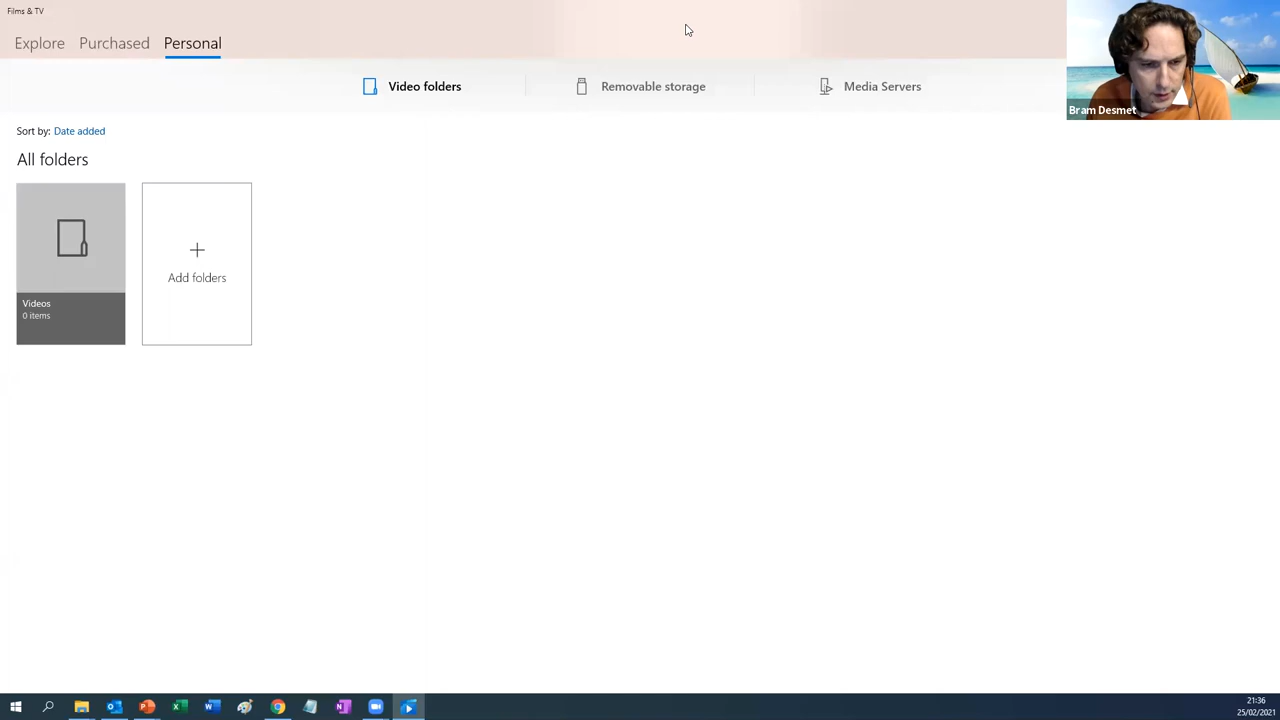 Films & TV
Explore Purchased Personal
Bram Desmet
Video folders
Removable storage
Media Servers
Sort by: Date added
All folders
Videos
0 items
Add folders
21:36
25/02/2021